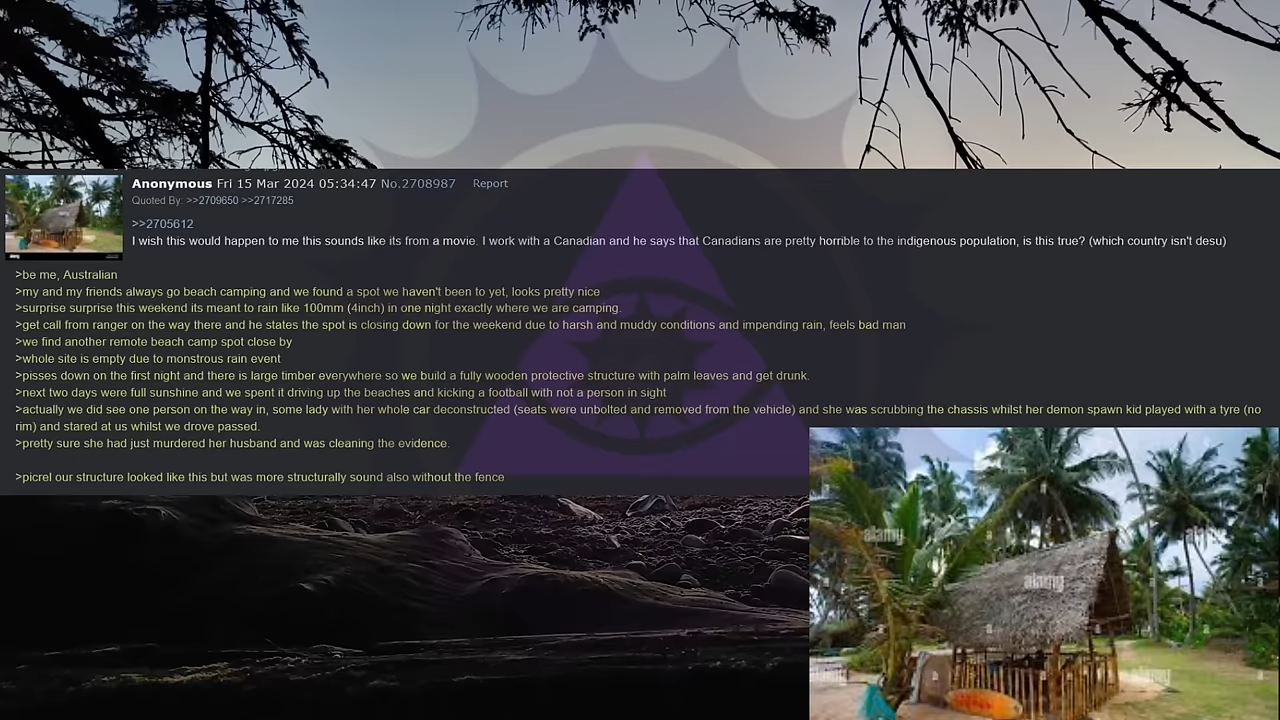 Anonymous Fri 15 Mar 2024 05:34:47 No.2708987 Report
Quoted By: >>2709650 >>2717285
>>2705612
I wish this would happen to me this sounds like its from a movie. I work with a Canadian and he says that Canadians are pretty horrible to the indigenous population, is this true? (which country isn't desu)
>be me, Australian
>my and my friends always go beach camping and we found a spot we haven't been to yet, looks pretty nice
>surprise surprise this weekend its meant to rain like 100mm (4inch) in one night exactly where we are camping.
>get call from ranger on the way there and he states the spot is closing down for the weekend due to harsh and muddy conditions and impending rain, feels bad man
>we find another remote beach camp spot close by
>whole site is empty due to monstrous rain event
>pisses down on the first night and there is large timber everywhere so we build a fully wooden protective structure with palm leaves and get drunk.
>next two days were full sunshine and we spent it driving up the beaches and kicking a football with not a person in sight
>actually we did see one person on the way in, some lady with her whole car deconstructed (seats were unbolted and removed from the vehicle) and she was scrubbing the chassis whilst her demon spawn kid played with a tyre (no
rim) and stared at us whilst we drove passed.
>pretty sure she had just murdered her husband and was cleaning the evidence.
>picrel our structure looked like this but was more structurally sound also without the fence
alamy
alamy
a
a
a
a
alamy
a
alamy